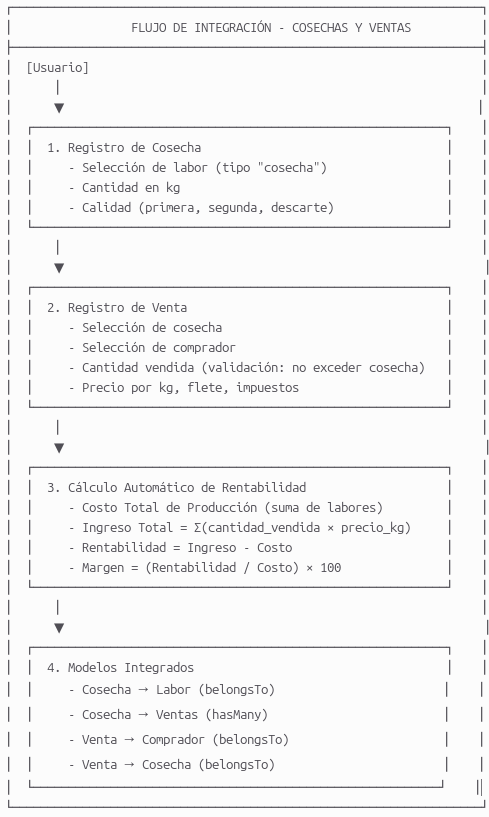 FLUJO DE INTEGRACIÓN - COSECHAS Y VENTAS
[Usuario]
1. Registro de Cosecha
- Selección de labor (tipo "cosecha")
- Cantidad en kg
- Calidad (primera, segunda, descarte)
2. Registro de Venta
- Selección de cosecha
- Selección de comprador
- Cantidad vendida (validación: no exceder cosecha)
- Precio por kg, flete, impuestos
3. Cálculo Automático de Rentabilidad
- Costo Total de Producción (suma de labores)
- Ingreso Total = Σ(cantidad_vendida × precio_kg)
- Rentabilidad = Ingreso - Costo
- Margen = (Rentabilidad / Costo) × 100
4. Modelos Integrados
- Cosecha → Labor (belongsTo)
- Cosecha → Ventas (hasMany)
- Venta → Comprador (belongsTo)
- Venta → Cosecha (belongsTo)